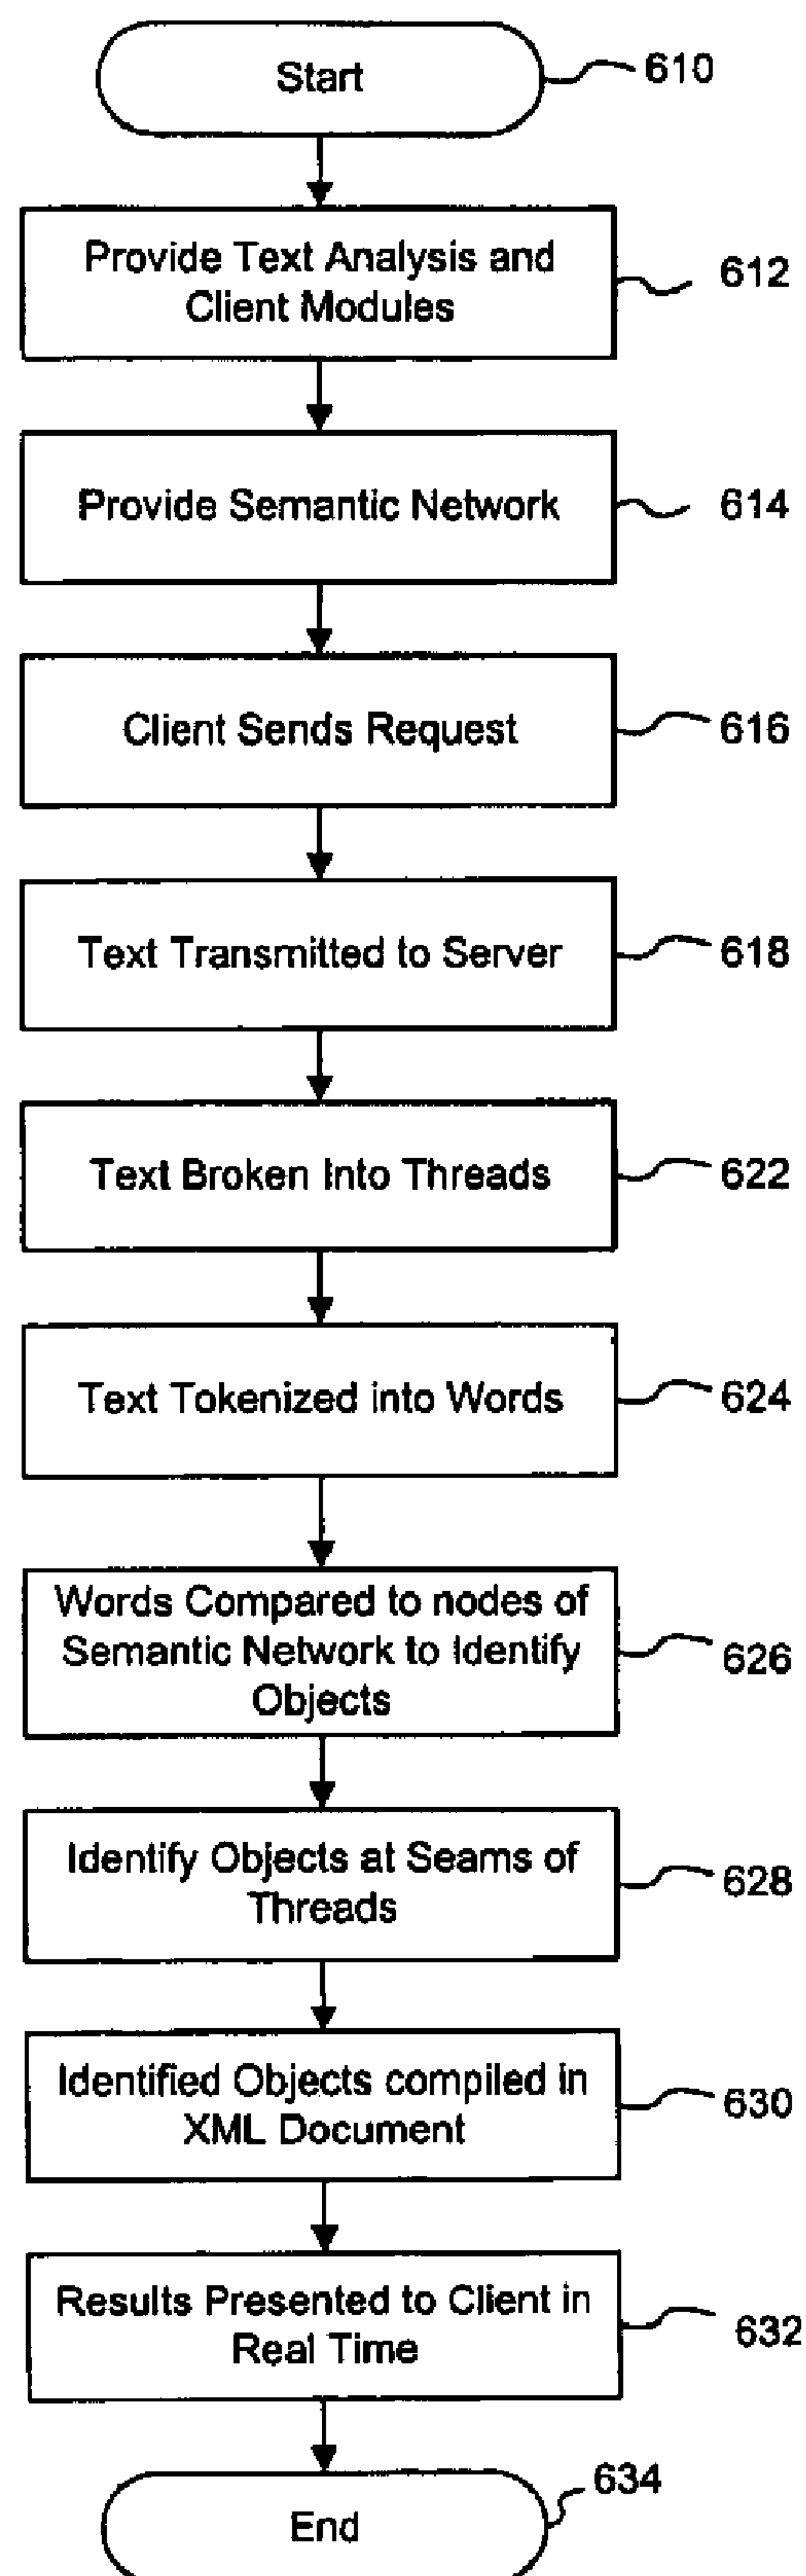 Start
610
Provide Text Analysis and
Client Modules
612
Provide Semantic Network
614
Client Sends Request
616
Text Transmitted to Server
618
Text Broken Into Threads
622
Text Tokenized into Words
624
Words Compared to nodes of
Semantic Network to Identify
Objects
626
Identify Objects at Seams of
Threads
628
Identified Objects compiled in
XML Document
630
Results Presented to Client in
Real Time
632
634
End